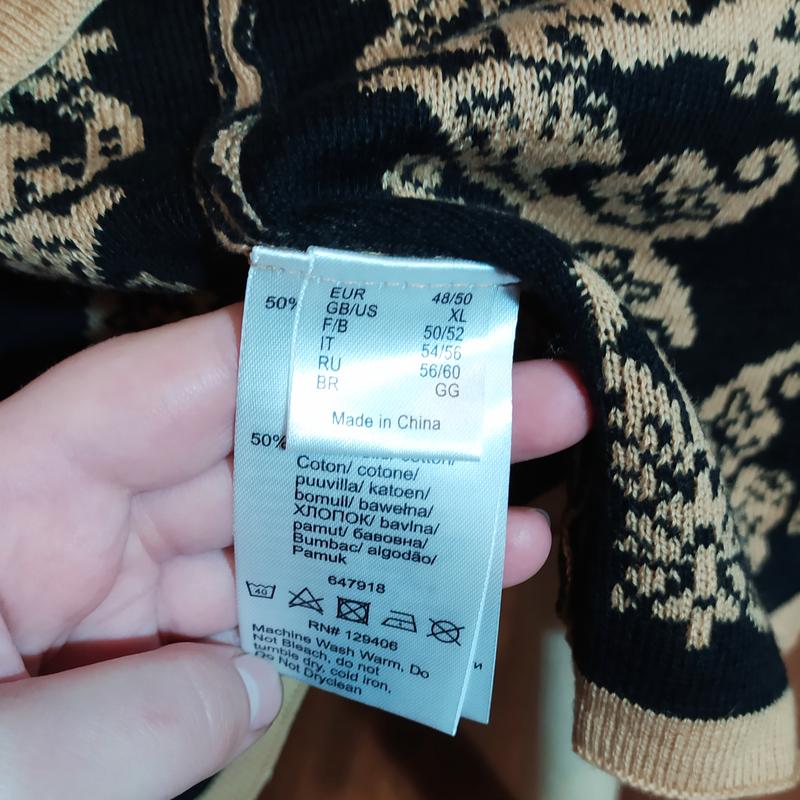 EUR 48/50
GB/US XL
F/B 50/52
IT 54/56
RU 56/60
BR GG
Made in China
50%
50%
Coton/ cotone/
puuvilla/ katoen/
bomull/ bawełna/
ХЛОПОК/ bavlna/
pamut/ бавовна/
Bumbac/ algodão/
Pamuk
647918
40
RN# 129406
Machine Wash Warm, Do
Not Bleach, do not
tumble dry, cold iron,
Do Not Dryclean
и